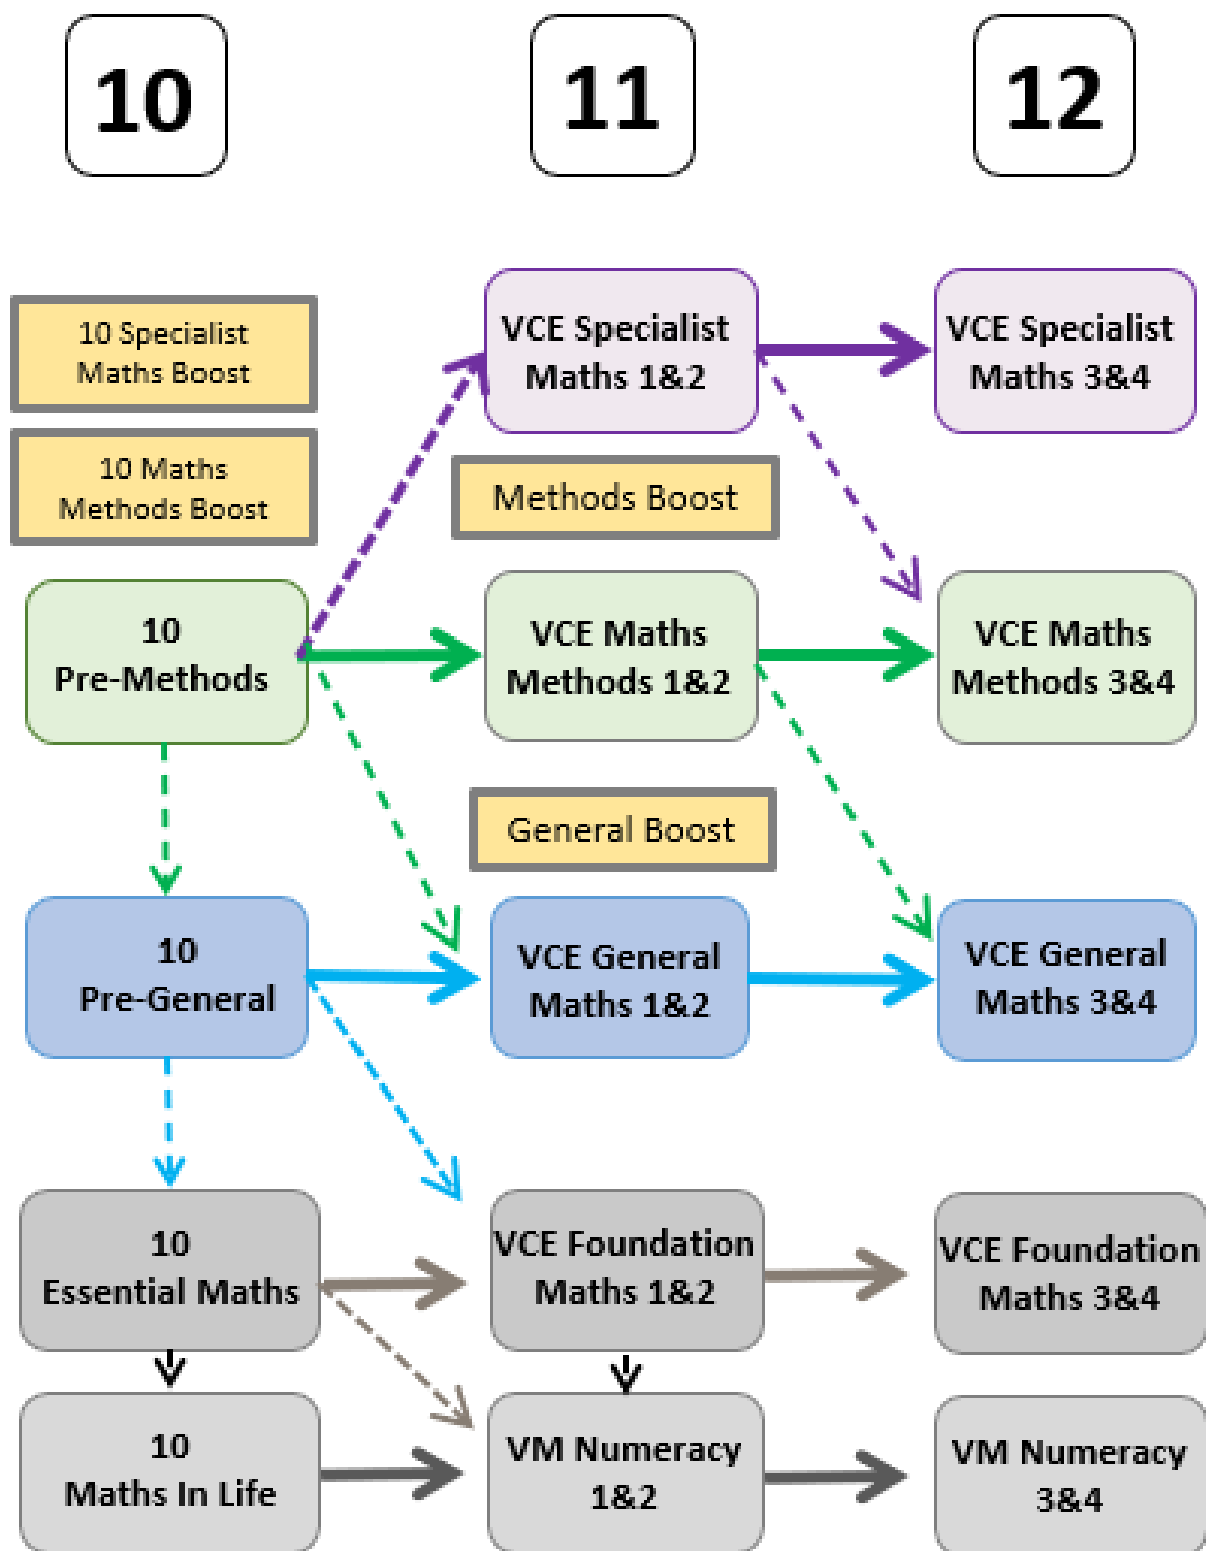 10
11
12
10 Specialist
Maths Boost
VCE Specialist
Maths 1&2
VCE Specialist
Maths 3&4
10 Maths
Methods Boost
Methods Boost
10
Pre-Methods
VCE Maths
Methods 1&2
VCE Maths
Methods 3&4
General Boost
10
Pre-General
VCE General
Maths 1&2
VCE General
Maths 3&4
10
Essential Maths
VCE Foundation
Maths 1&2
VCE Foundation
Maths 3&4
10
Maths In Life
VM Numeracy
1&2
VM Numeracy
3&4